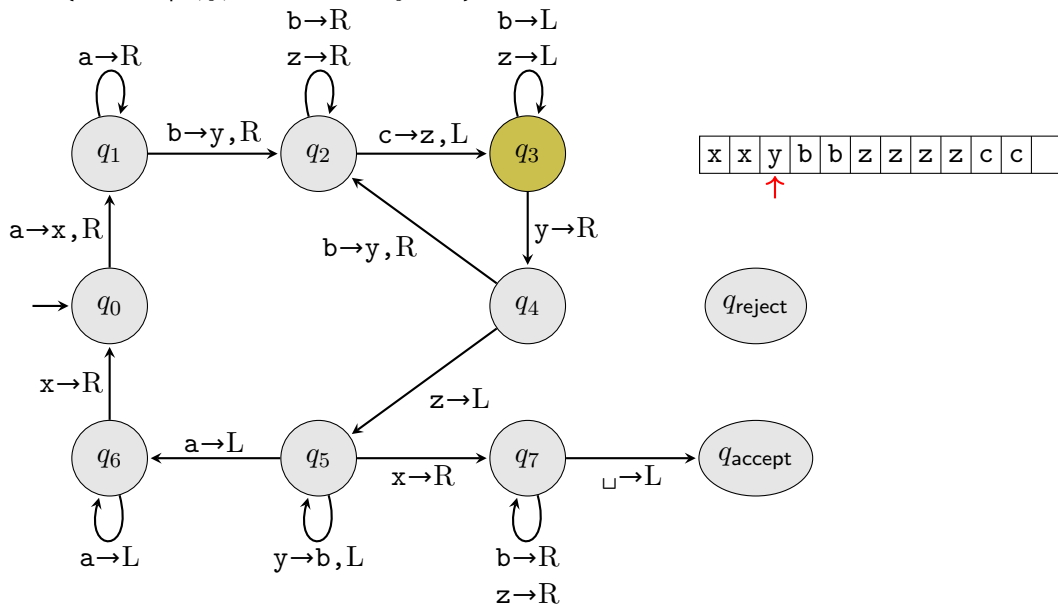 b→R
b→L
a→R
z→R
z→L
q1
b→y,R
q2
c→z,L
q3
x x y b b z z z z c c
a→x,R
b→y,R
y→R
q0
q4
qreject
x→R
z→L
q6
a→L
q5
x→R
q7
␣→L
qaccept
a→L
y→b,L
b→R
z→R